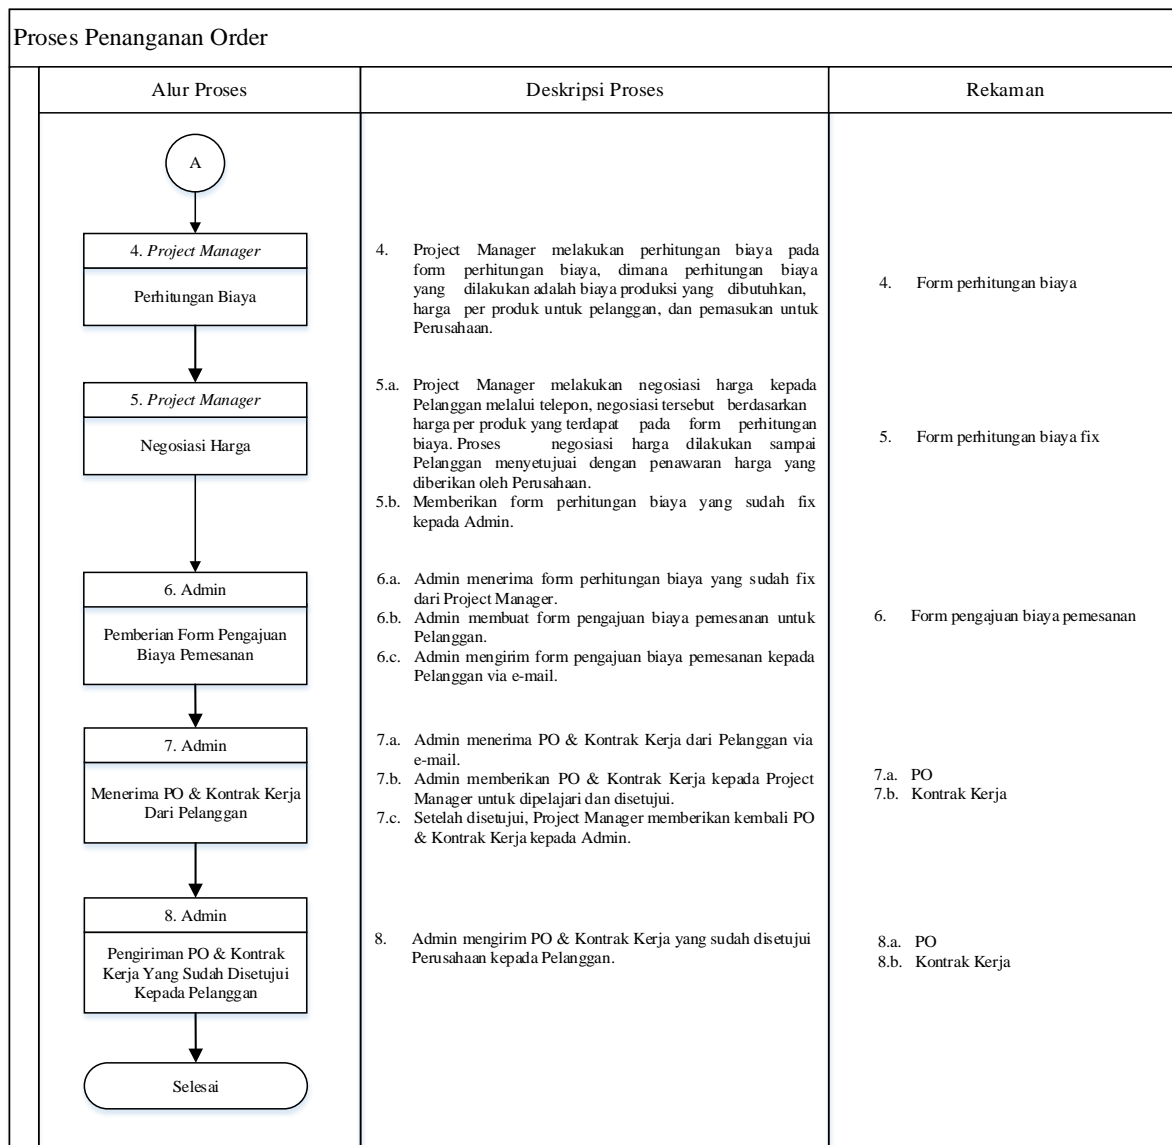 Proses Penanganan Order
Alur Proses
Deskripsi Proses
Rekaman
A
4. Project Manager
Perhitungan Biaya
4. Project Manager melakukan perhitungan biaya pada
form perhitungan biaya, dimana perhitungan biaya
yang dilakukan adalah biaya produksi yang dibutuhkan,
harga per produk untuk pelanggan, dan pemasukan untuk
Perusahaan.
4. Form perhitungan biaya
5. Project Manager
Negosiasi Harga
5.a. Project Manager melakukan negosiasi harga kepada
Pelanggan melalui telepon, negosiasi tersebut berdasarkan
harga per produk yang terdapat pada form perhitungan
biaya. Proses negosiasi harga dilakukan sampai
Pelanggan menyetujuai dengan penawaran harga yang
diberikan oleh Perusahaan.
5.b. Memberikan form perhitungan biaya yang sudah fix
kepada Admin.
5. Form perhitungan biaya fix
6. Admin
Pemberian Form Pengajuan
Biaya Pemesanan
6.a. Admin menerima form perhitungan biaya yang sudah fix
dari Project Manager.
6.b. Admin membuat form pengajuan biaya pemesanan untuk
Pelanggan.
6.c. Admin mengirim form pengajuan biaya pemesanan kepada
Pelanggan via e-mail.
6. Form pengajuan biaya pemesanan
7. Admin
Menerima PO & Kontrak Kerja
Dari Pelanggan
7.a. Admin menerima PO & Kontrak Kerja dari Pelanggan via
e-mail.
7.b. Admin memberikan PO & Kontrak Kerja kepada Project
Manager untuk dipelajari dan disetujui.
7.c. Setelah disetujui, Project Manager memberikan kembali PO
& Kontrak Kerja kepada Admin.
7.a. PO
7.b. Kontrak Kerja
8. Admin
Pengiriman PO & Kontrak
Kerja Yang Sudah Disetujui
Kepada Pelanggan
8. Admin mengirim PO & Kontrak Kerja yang sudah disetujui
Perusahaan kepada Pelanggan.
8.a. PO
8.b. Kontrak Kerja
Selesai